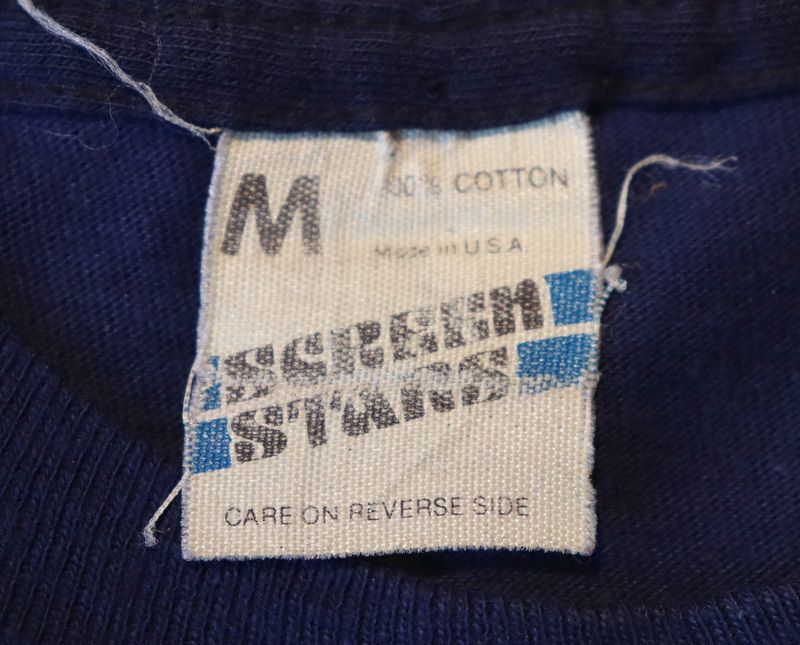 M
100% COTTON
Made in U.S.A
SCREEN
STARS
CARE ON REVERSE SIDE